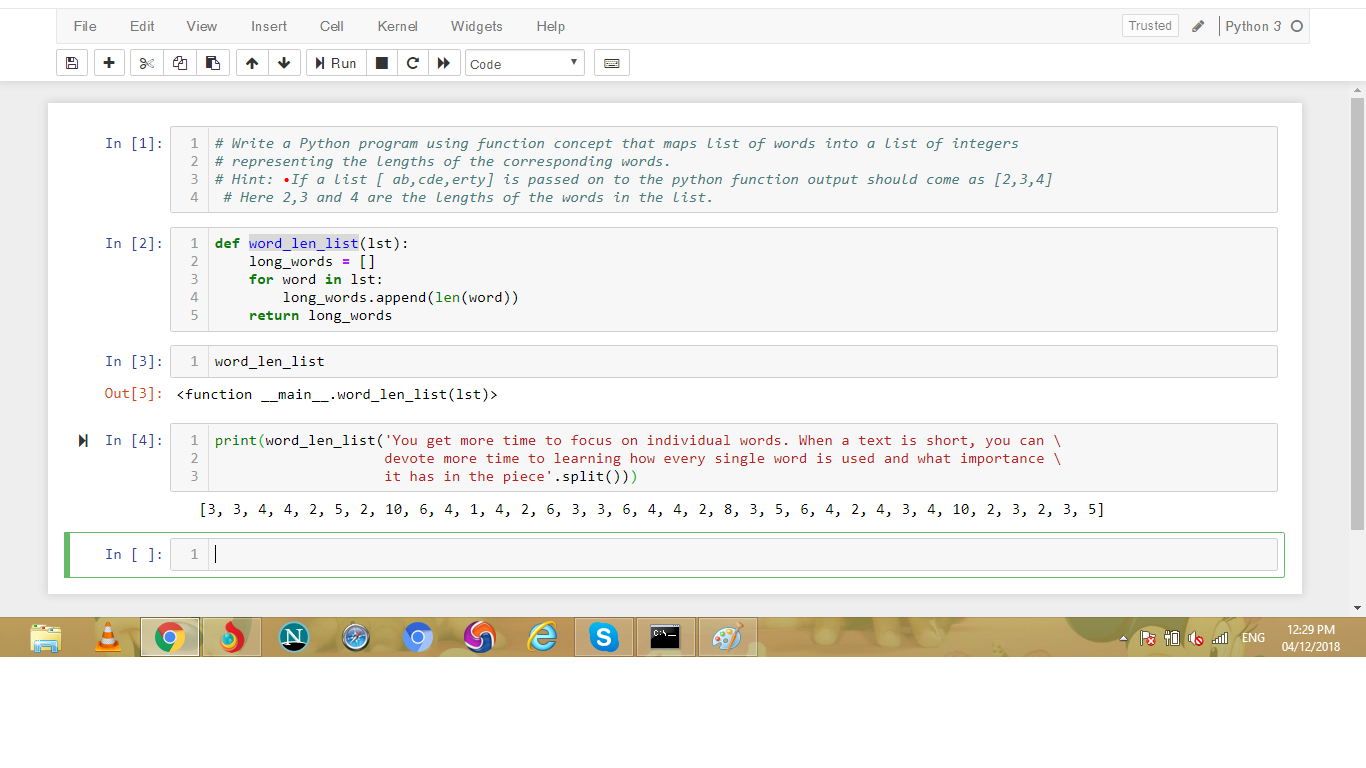 File Edit View Insert Cell Kernel Widgets Help Trusted Python 3
Run Code
In [1]:
1 # Write a Python program using function concept that maps list of words into a list of integers
2 # representing the lengths of the corresponding words.
3 # Hint: •If a list [ ab,cde,erty] is passed on to the python function output should come as [2,3,4]
4 # Here 2,3 and 4 are the lengths of the words in the list.
In [2]:
1 def word_len_list(lst):
2 long_words = []
3 for word in lst:
4 long_words.append(len(word))
5 return long_words
In [3]: 1 word_len_list
Out[3]: <function __main__.word_len_list(lst)>
In [4]:
1 print(word_len_list('You get more time to focus on individual words. When a text is short, you can \
2 devote more time to learning how every single word is used and what importance \
3 it has in the piece'.split()))
[3, 3, 4, 4, 2, 5, 2, 10, 6, 4, 1, 4, 2, 6, 3, 3, 6, 4, 4, 2, 8, 3, 5, 6, 4, 2, 4, 3, 4, 10, 2, 3, 2, 3, 5]
In [ ]: 1
N S C:\ ENG 12:29 PM
04/12/2018